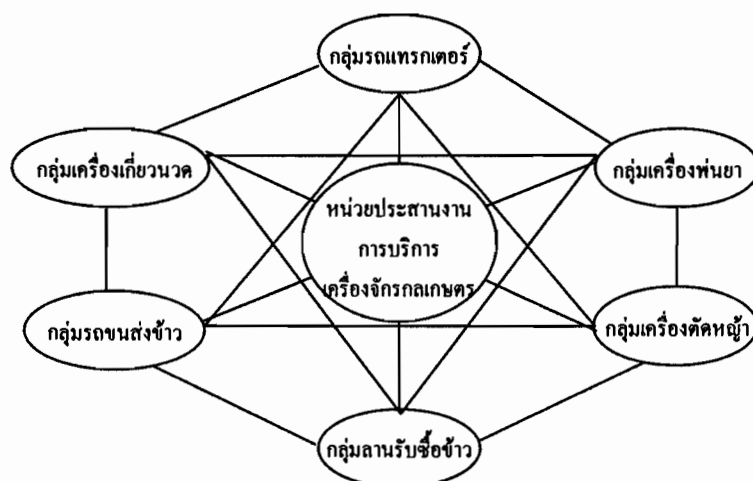 กลุ่มรถแทรกเตอร์
กลุ่มเครื่องเกี่ยวนวด
กลุ่มเครื่องพ่นยา
หน่วยประสานงาน
การบริการ
เครื่องจักรกลเกษตร
กลุ่มรถขนส่งข้าว
กลุ่มเครื่องตัดหญ้า
กลุ่มลานรับซื้อข้าว